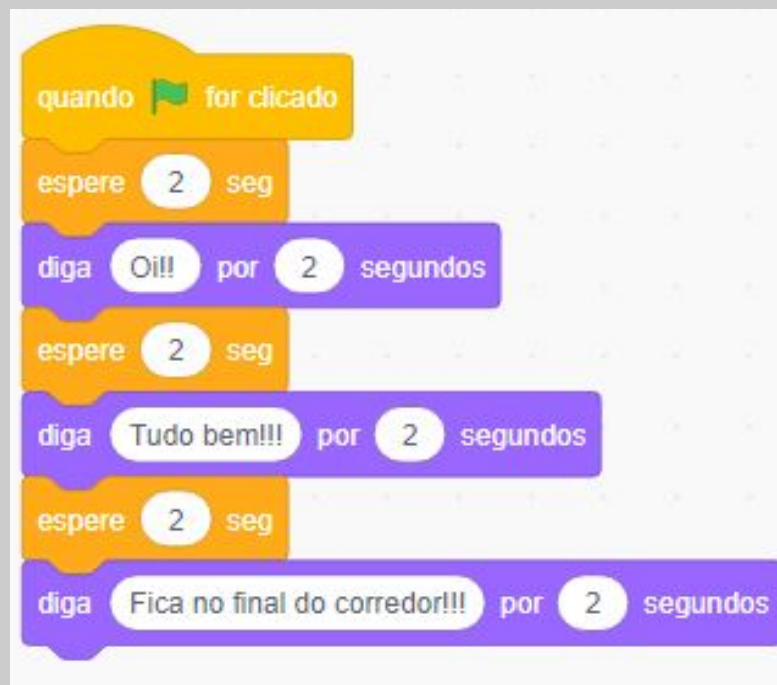 quando for clicado
espere 2 seg
diga Oi!! por 2 segundos
espere 2 seg
diga Tudo bem!!! por 2 segundos
espere 2 seg
diga Fica no final do corredor!!! por 2 segundos